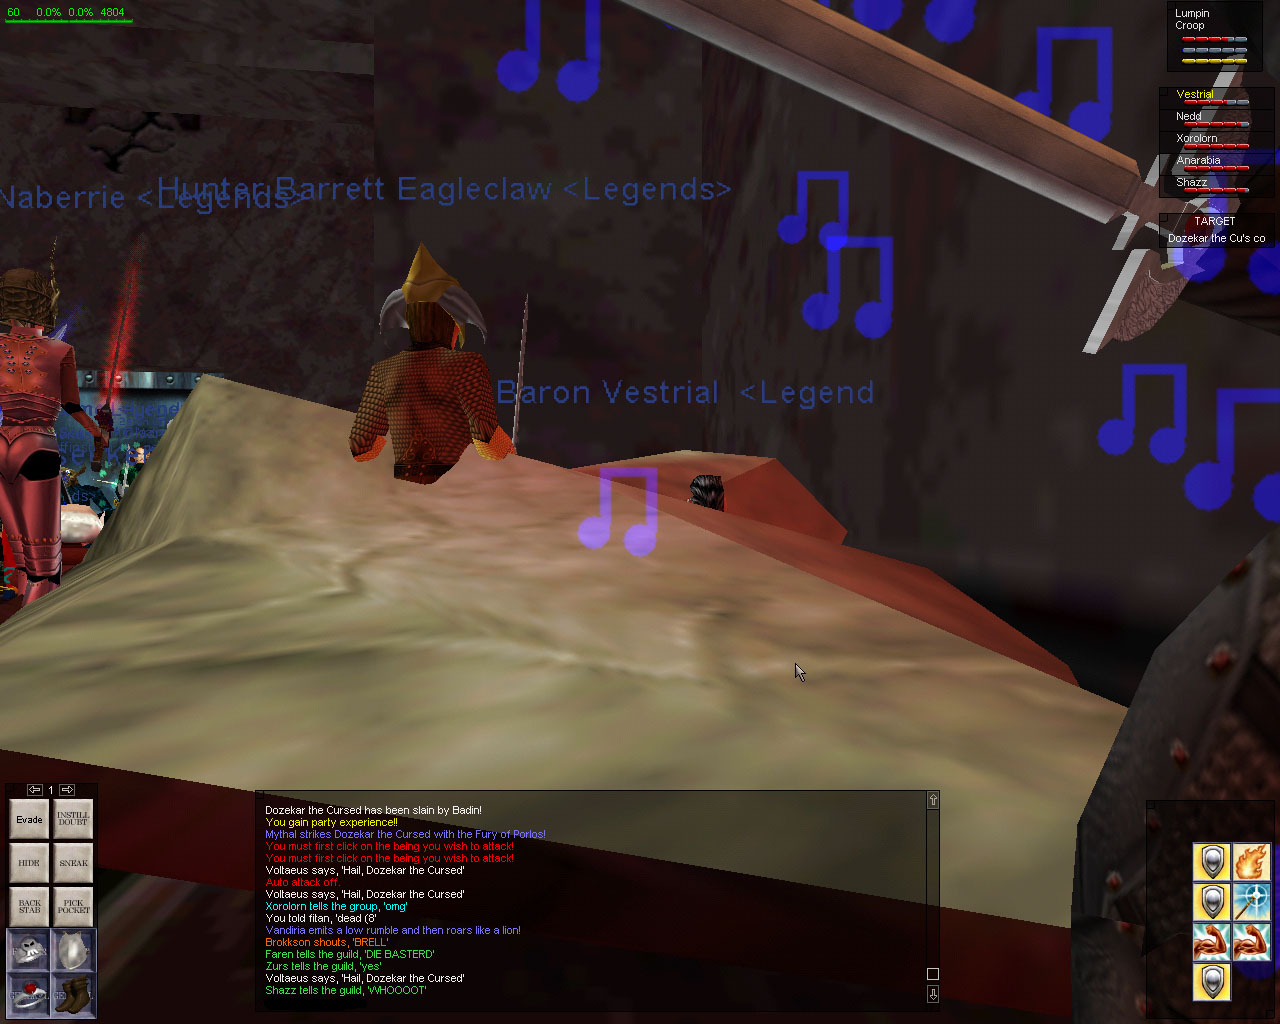 60 0.0% 0.0% 4804
Lumpin
Croop
Vestrial
Nedd
Xorolorn
Anarabia
Shazz
TARGET
Dozekar the Cu's co
Naberrie <Legends>
Hunter Barrett Eagleclaw <Legends>
Baron Vestrial <Legend
1
Evade
INSTILL DOUBT
HIDE
SNEAK
BACK STAB
PICK POCKET
Dozekar the Cursed has been slain by Badin!
You gain party experience!!
Mythal strikes Dozekar the Cursed with the Fury of Porlos!
You must first click on the being you wish to attack!
You must first click on the being you wish to attack!
Voltaeus says, 'Hail, Dozekar the Cursed'
Auto attack off.
Voltaeus says, 'Hail, Dozekar the Cursed'
Xorolorn tells the group, 'omg'
You told fitan, 'dead (8'
Vandiria emits a low rumble and then roars like a lion!
Brokkson shouts, 'BRELL'
Faren tells the guild, 'DIE BASTERD'
Zurs tells the guild, 'yes'
Voltaeus says, 'Hail, Dozekar the Cursed'
Shazz tells the guild, 'WHOOOOT'